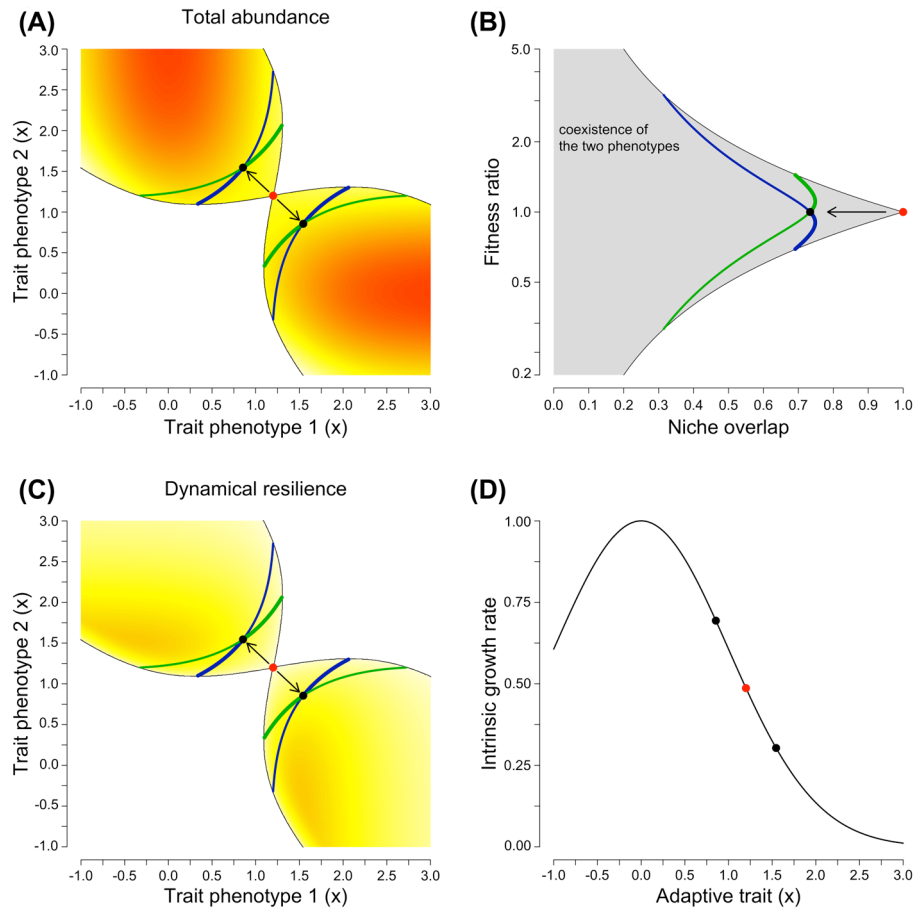 (A)
Total abundance
Trait phenotype 2 (x)
3.0
2.5
2.0
1.5
1.0
0.5
0.0
-0.5
-1.0
-1.0 -0.5 0.0 0.5 1.0 1.5 2.0 2.5 3.0
Trait phenotype 1 (x)
(B)
Fitness ratio
5.0
2.0
1.0
0.5
0.2
coexistence of
the two phenotypes
0.0 0.1 0.2 0.3 0.4 0.5 0.6 0.7 0.8 0.9 1.0
Niche overlap
(C)
Dynamical resilience
Trait phenotype 2 (x)
3.0
2.5
2.0
1.5
1.0
0.5
0.0
-0.5
-1.0
-1.0 -0.5 0.0 0.5 1.0 1.5 2.0 2.5 3.0
Trait phenotype 1 (x)
(D)
Intrinsic growth rate
1.00
0.75
0.50
0.25
0.00
-1.0 -0.5 0.0 0.5 1.0 1.5 2.0 2.5 3.0
Adaptive trait (x)